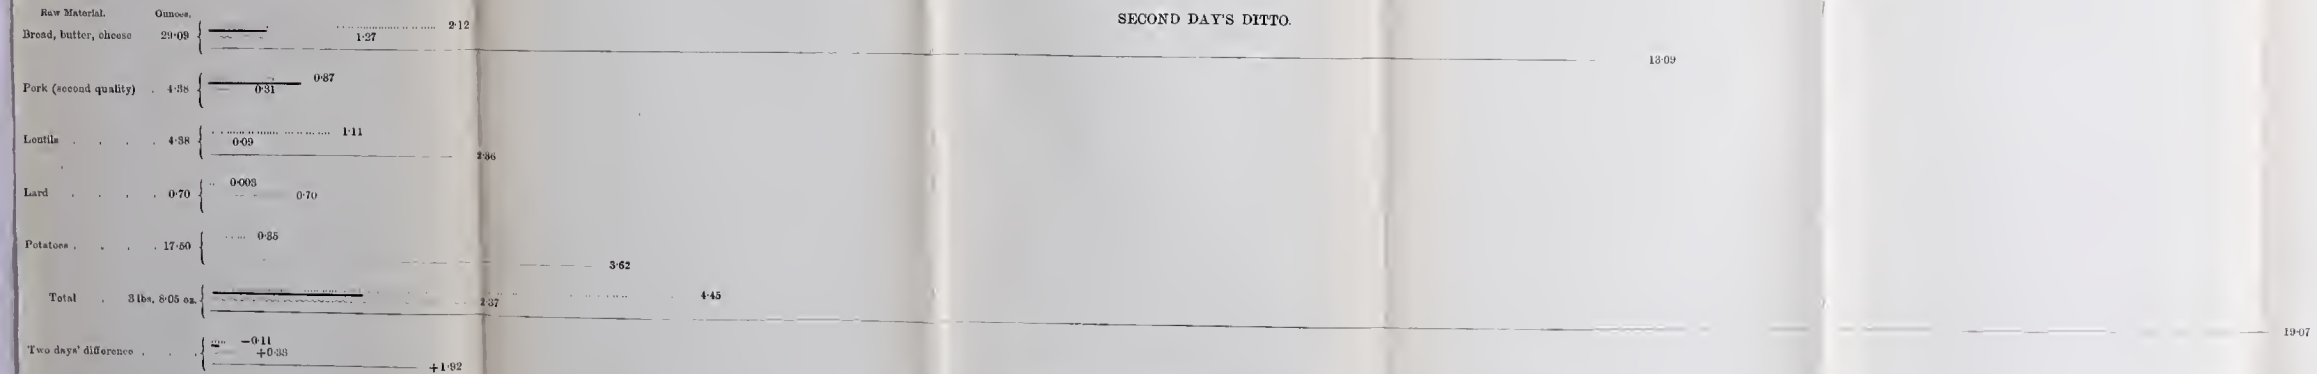 SECOND DAY'S DITTO.
Raw Material. Ounces.
2·12
Bread, butter, cheese 29·09 1·27
13·09
0·87
Pork (second quality) . 4·38 0·31
1·11
Lentils . . . . 4·38 0·09
2·36
0·003
Lard . . . . 0·70 0·70
0·35
Potatoes . . . . 17·50
3·62
Total . 3 lbs. 8·05 oz. 4·45
2·37
19·07
−0·11
Two days' difference . . . +0·33
+1·92